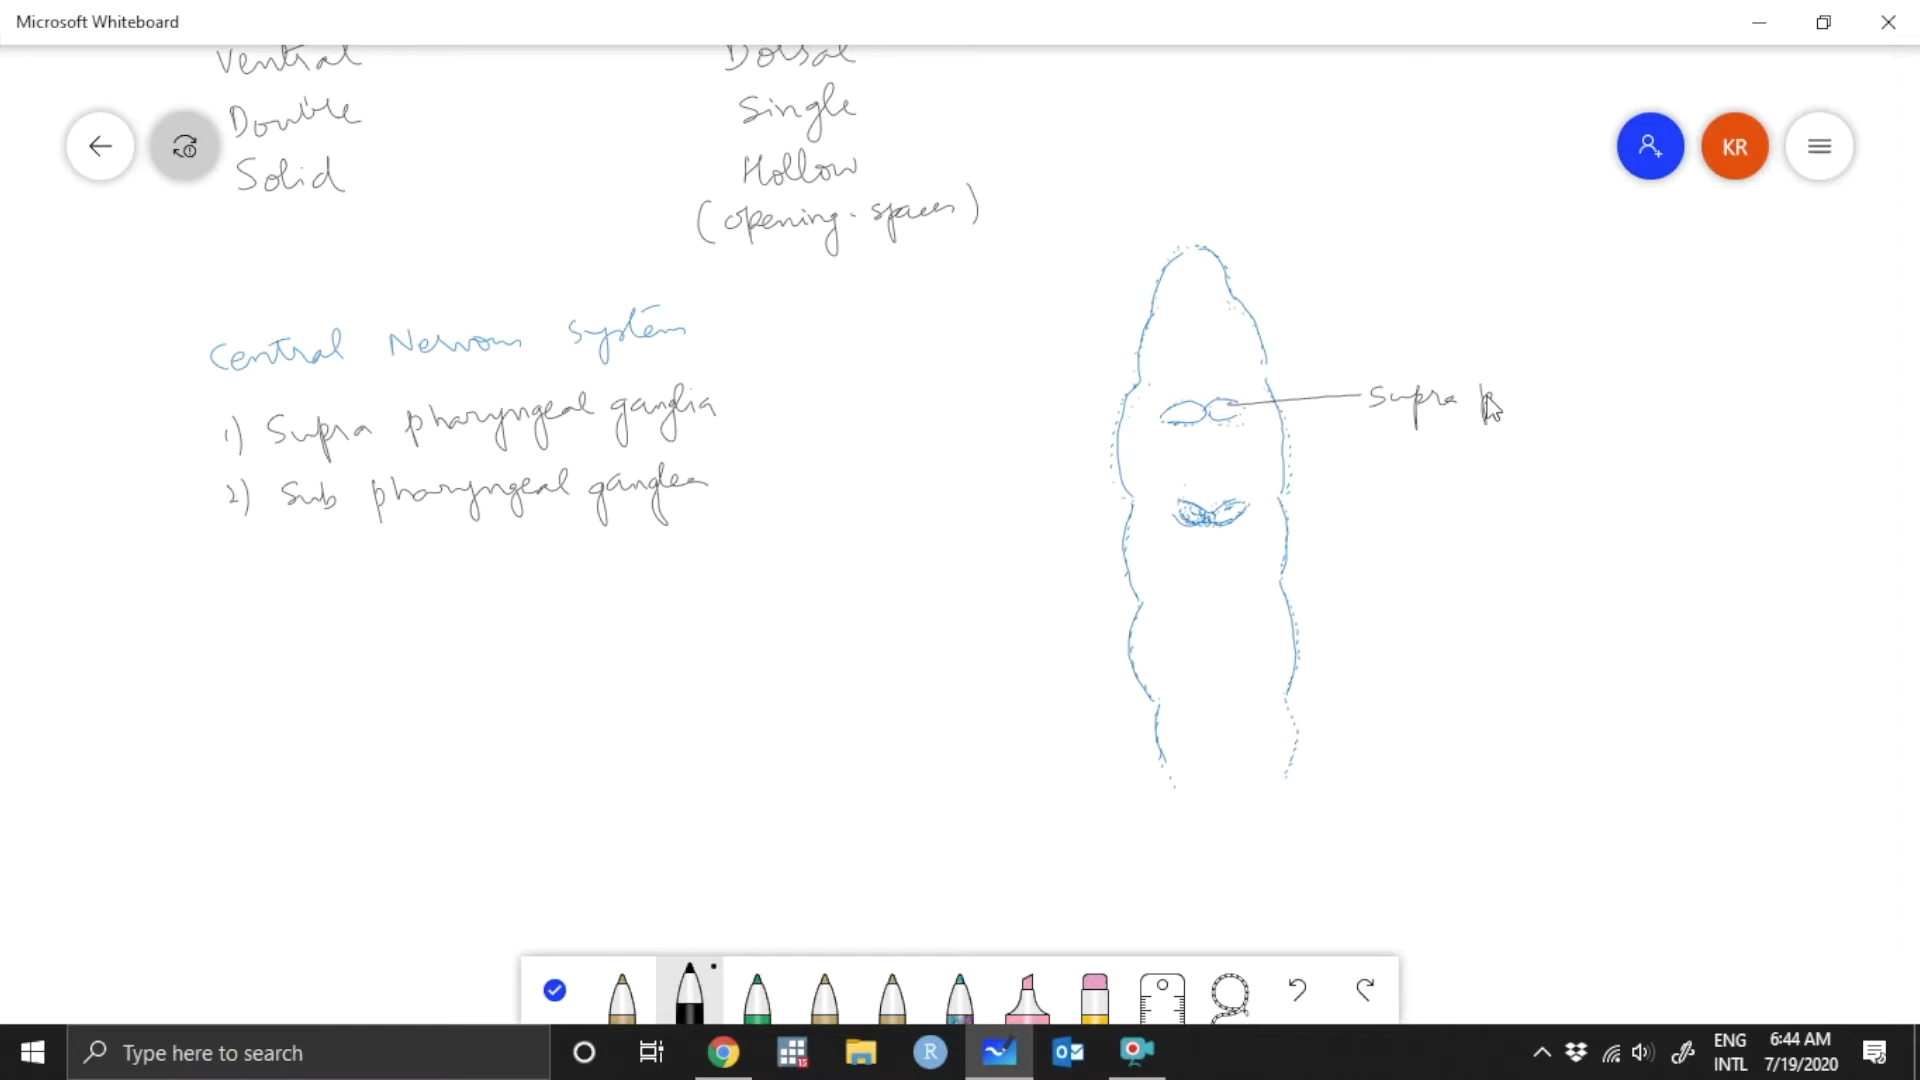 Microsoft Whiteboard
Ventral Dorsal
Double Single
Solid Hollow
(opening. spaces)
KR
Central Nervous System
1) Supra pharyngeal ganglia
2) Sub pharyngeal ganglea
Supra p
Type here to search
15
R
ENG
INTL
6:44 AM
7/19/2020